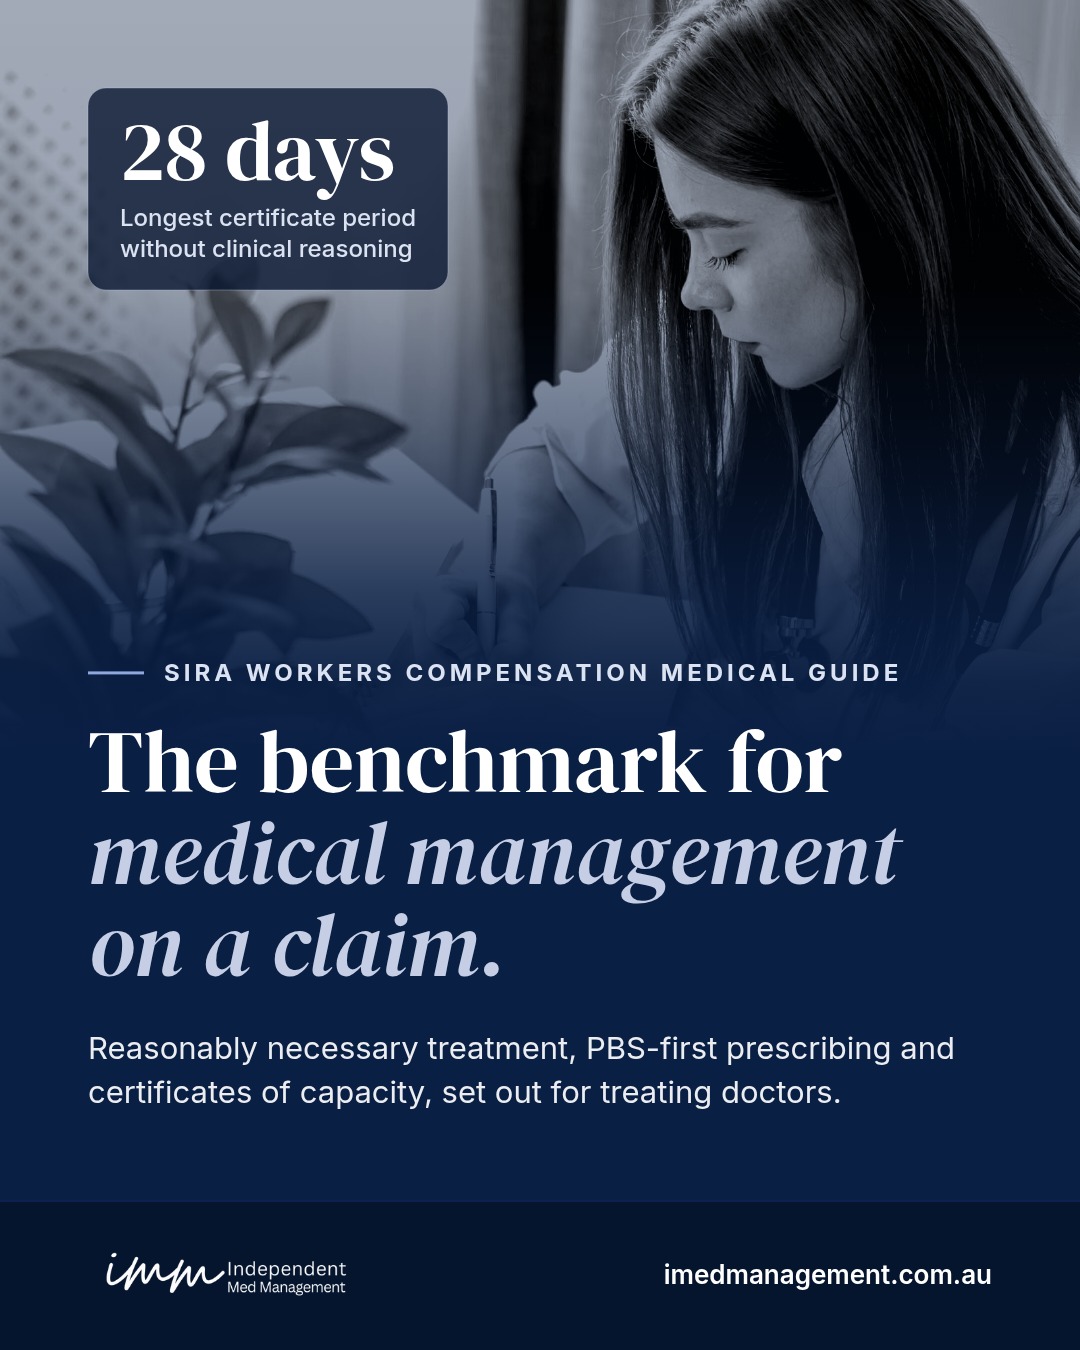 28 days
Longest certificate period
without clinical reasoning
SIRA WORKERS COMPENSATION MEDICAL GUIDE
The benchmark for
medical management
on a claim.
Reasonably necessary treatment, PBS-first prescribing and
certificates of capacity, set out for treating doctors.
imm Independent
Med Management
imedmanagement.com.au